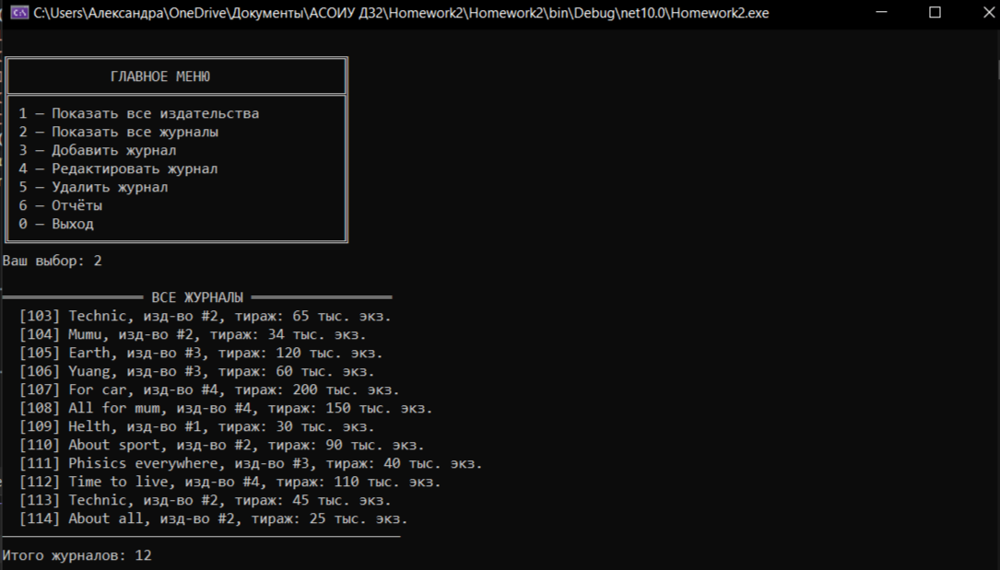 C:\Users\Александра\OneDrive\Документы\АСОИУ ДЗ2\Homework2\Homework2\bin\Debug\net10.0\Homework2.exe
ГЛАВНОЕ МЕНЮ
1 — Показать все издательства
2 — Показать все журналы
3 — Добавить журнал
4 — Редактировать журнал
5 — Удалить журнал
6 — Отчёты
0 — Выход
Ваш выбор: 2
ВСЕ ЖУРНАЛЫ
[103] Technic, изд-во #2, тираж: 65 тыс. экз.
[104] Mumu, изд-во #2, тираж: 34 тыс. экз.
[105] Earth, изд-во #3, тираж: 120 тыс. экз.
[106] Yuang, изд-во #3, тираж: 60 тыс. экз.
[107] For car, изд-во #4, тираж: 200 тыс. экз.
[108] All for mum, изд-во #4, тираж: 150 тыс. экз.
[109] Helth, изд-во #1, тираж: 30 тыс. экз.
[110] About sport, изд-во #2, тираж: 90 тыс. экз.
[111] Phisics everywhere, изд-во #3, тираж: 40 тыс. экз.
[112] Time to live, изд-во #4, тираж: 110 тыс. экз.
[113] Technic, изд-во #2, тираж: 45 тыс. экз.
[114] About all, изд-во #2, тираж: 25 тыс. экз.
Итого журналов: 12